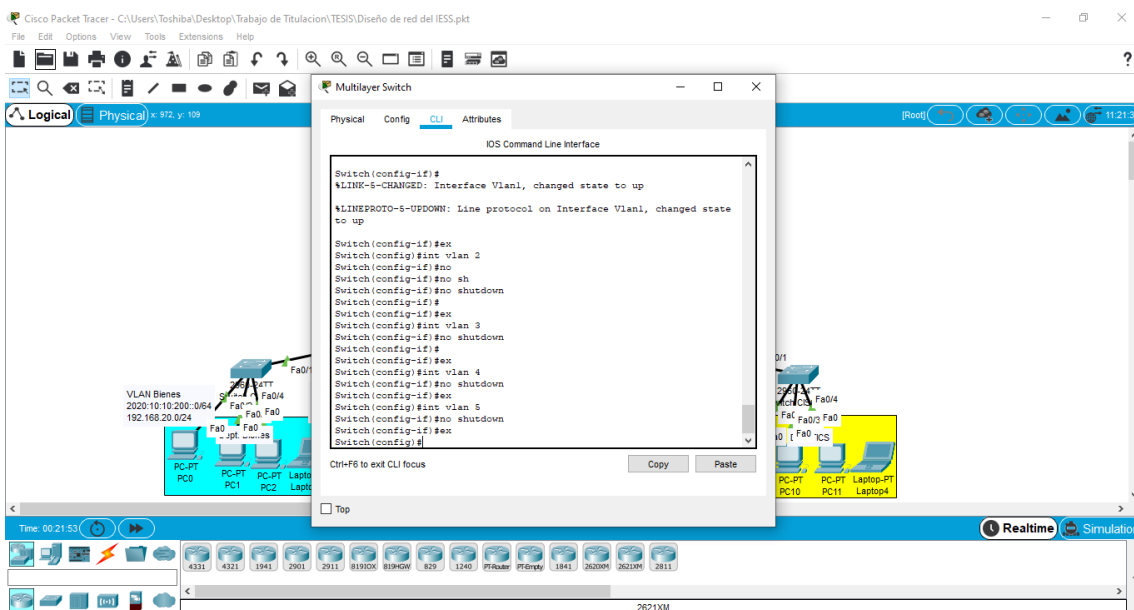 Cisco Packet Tracer - C:\Users\Toshiba\Desktop\Trabajo de Titulacion\TESIS\Diseño de red del IESS.pkt
File Edit Options View Tools Extensions Help
?
Logical
Physical
x: 972, y: 109
[Root]
11:21:3
Multilayer Switch
Physical Config CLI Attributes
IOS Command Line Interface
Switch(config-if)#
%LINK-5-CHANGED: Interface Vlan1, changed state to up
%LINEPROTO-5-UPDOWN: Line protocol on Interface Vlan1, changed state
to up
Switch(config-if)#ex
Switch(config)#int vlan 2
Switch(config-if)#no
Switch(config-if)#no sh
Switch(config-if)#no shutdown
Switch(config-if)#
Switch(config-if)#ex
Switch(config)#int vlan 3
Switch(config-if)#no shutdown
Switch(config-if)#
Switch(config-if)#ex
Switch(config)#int vlan 4
Switch(config-if)#no shutdown
Switch(config-if)#ex
Switch(config)#int vlan 5
Switch(config-if)#no shutdown
Switch(config-if)#ex
Switch(config)#
Ctrl+F6 to exit CLI focus
Copy
Paste
Top
VLAN Bienes
2020:10:10:200::0/64
192.168.20.0/24
Fa0/1
Fa0/4
Fa0
Fa0
Fa0
PC-PT
PC0
PC-PT
PC1
PC-PT
PC2
0/1
Fa0/4
Fa0/3
Fa0
Fa0
PC-PT
PC10
PC-PT
PC11
Laptop-PT
Laptop4
Time: 00:21:53
Realtime
Simulatio
4331 4321 1941 2901 2911 819IOX 819HGW 829 1240 PT-Router PT-Empty 1841 2620XM 2621XM 2811
2621XM